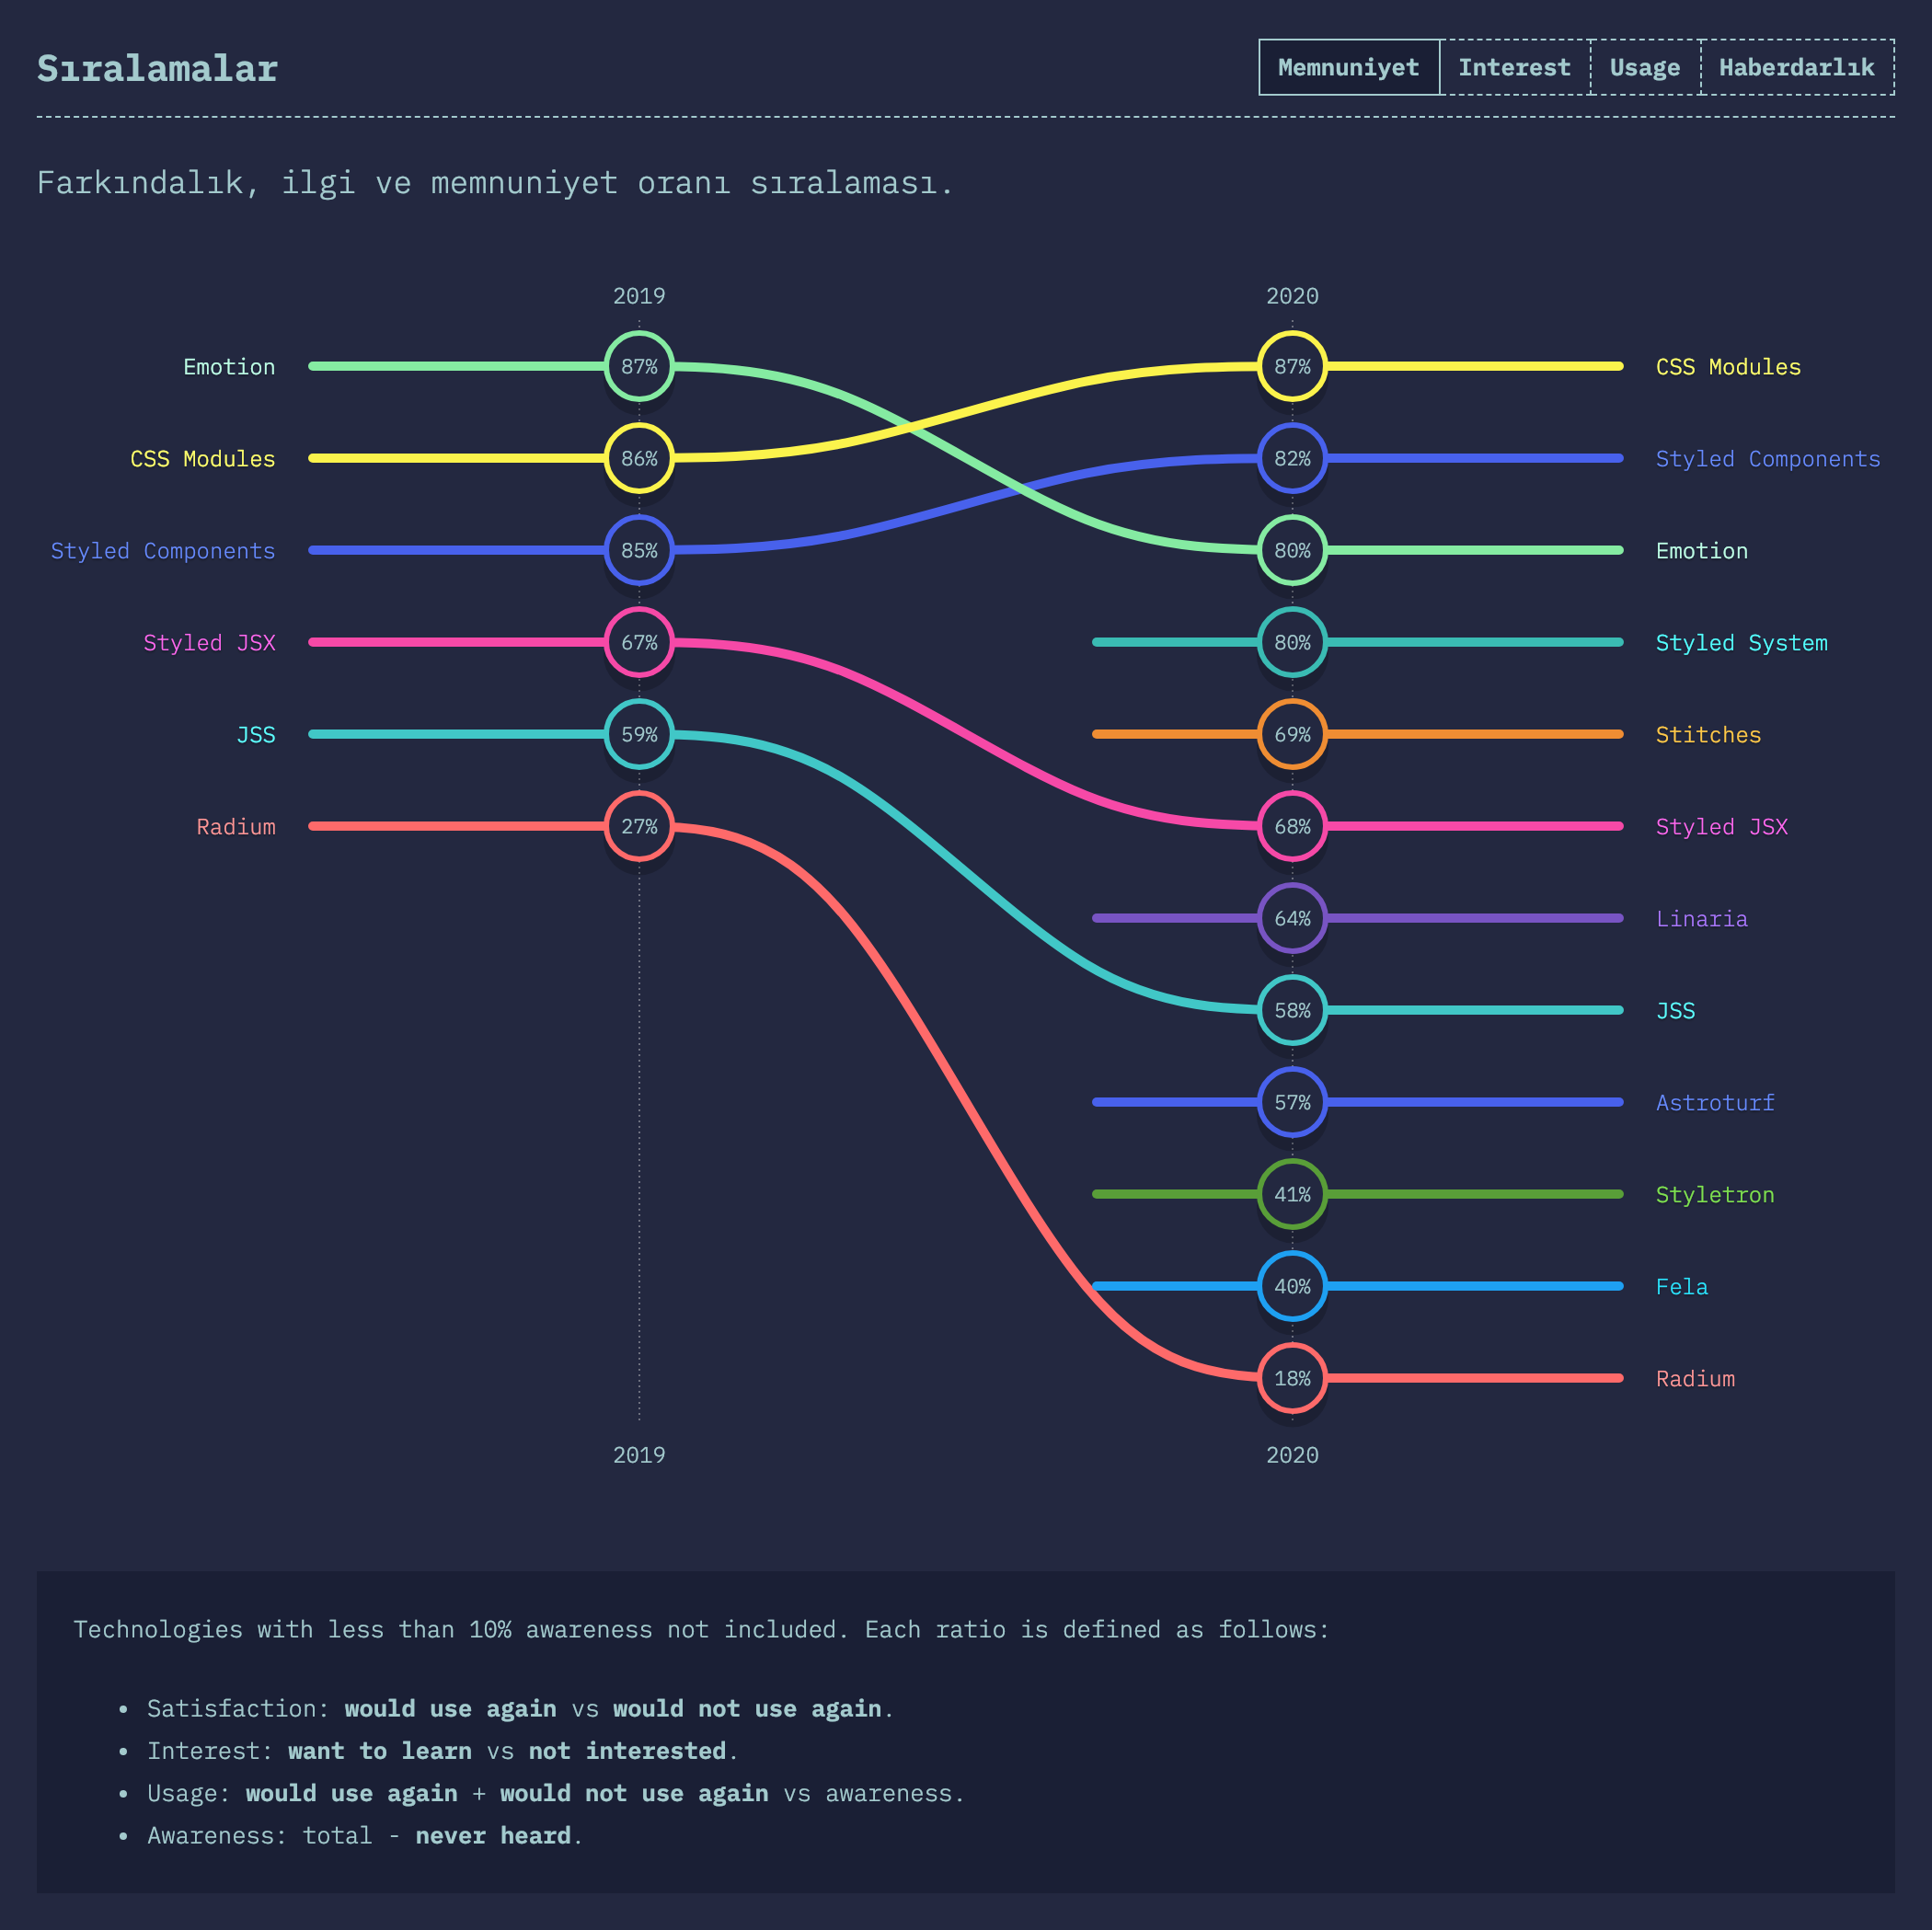 Sıralamalar
Memnuniyet Interest Usage Haberdarlık
Farkındalık, ilgi ve memnuniyet oranı sıralaması.
2019 2020
Emotion 87% 87% CSS Modules
CSS Modules 86% 82% Styled Components
Styled Components 85% 80% Emotion
Styled JSX 67% 80% Styled System
JSS 59% 69% Stitches
Radium 27% 68% Styled JSX
64% Linaria
58% JSS
57% Astroturf
41% Styletron
40% Fela
18% Radium
2019 2020
Technologies with less than 10% awareness not included. Each ratio is defined as follows:
• Satisfaction: would use again vs would not use again.
• Interest: want to learn vs not interested.
• Usage: would use again + would not use again vs awareness.
• Awareness: total - never heard.